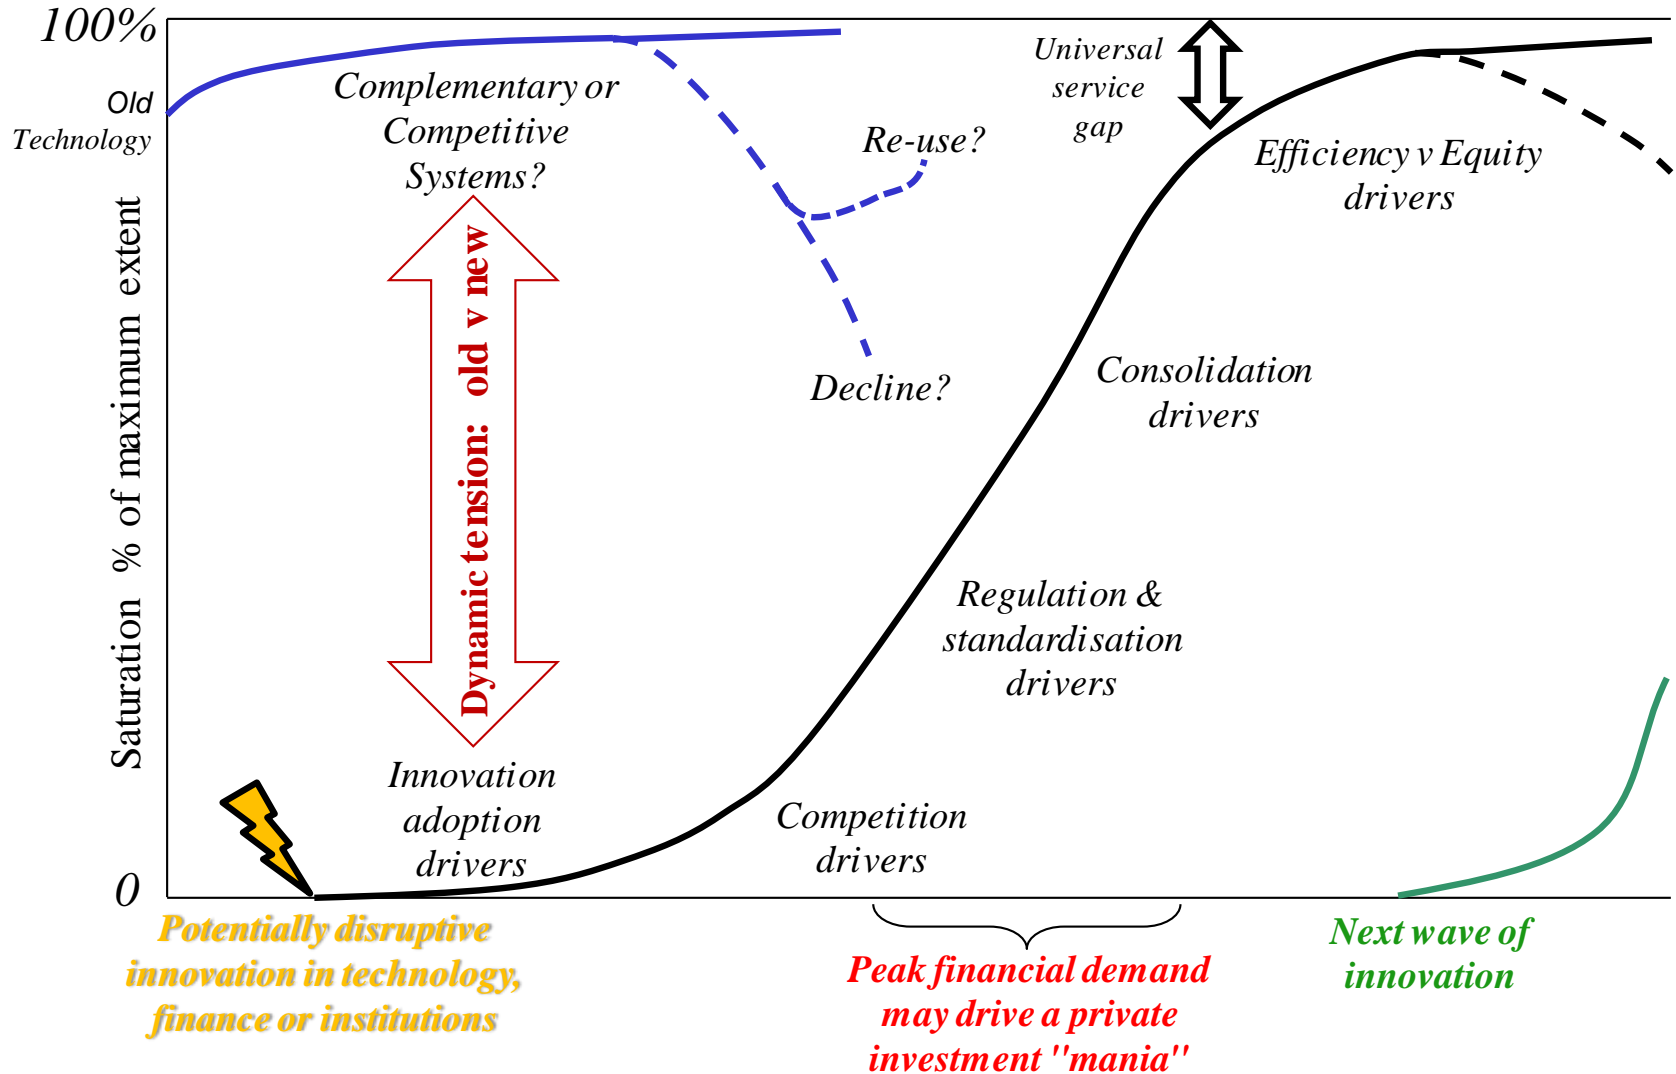 100%
Old
Technology
Saturation % of maximum extent
0
Complementary or
Competitive
Systems?
Dynamic tension: old v new
Innovation
adoption
drivers
Re-use?
Decline?
Universal
service
gap
Efficiency v Equity
drivers
Consolidation
drivers
Regulation &
standardisation
drivers
Competition
drivers
Potentially disruptive
innovation in technology,
finance or institutions
Peak financial demand
may drive a private
investment "mania"
Next wave of
innovation